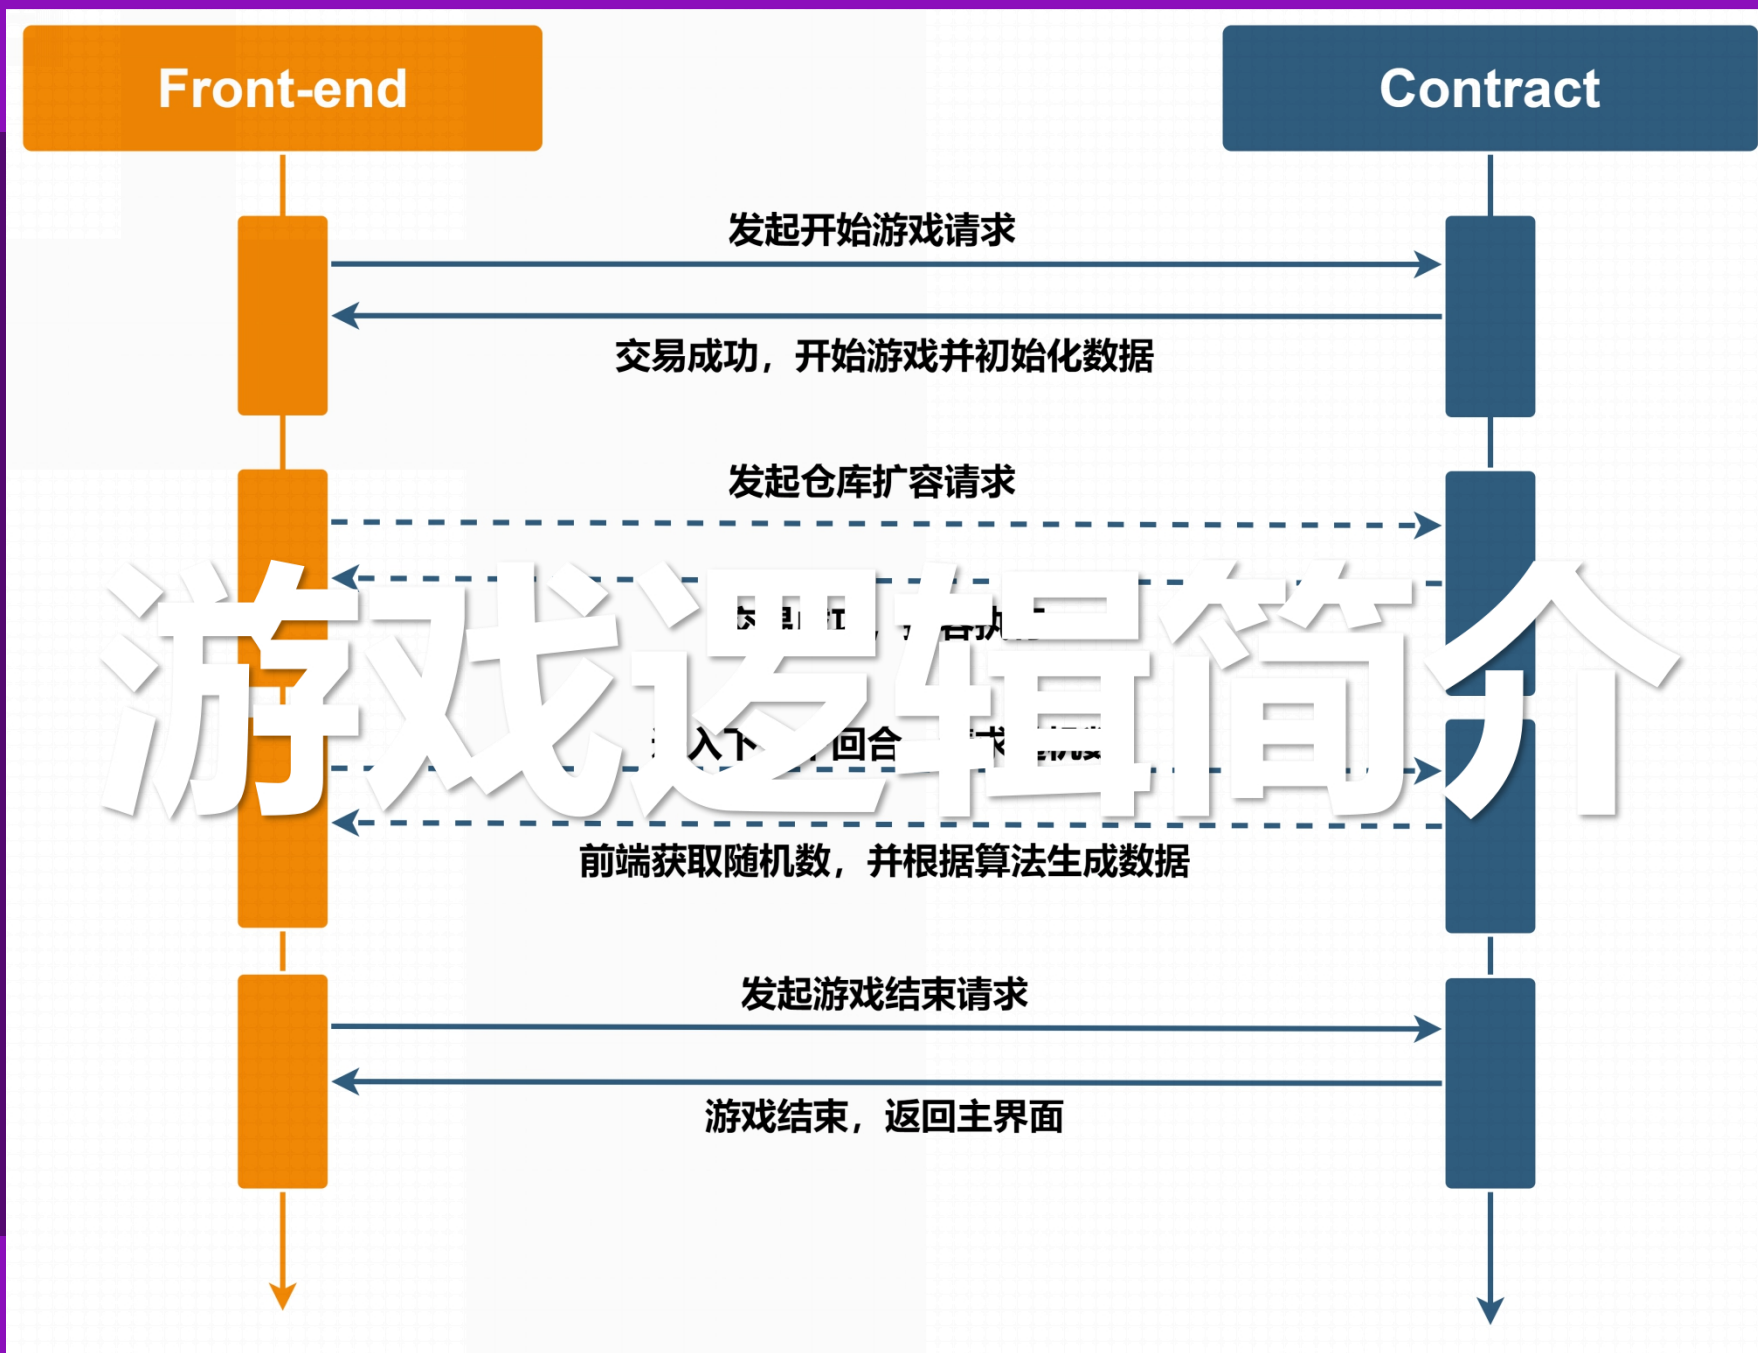 Front-end
Contract
发起开始游戏请求
交易成功，开始游戏并初始化数据
发起仓库扩容请求
游戏逻辑简介
前端获取随机数，并根据算法生成数据
发起游戏结束请求
游戏结束，返回主界面